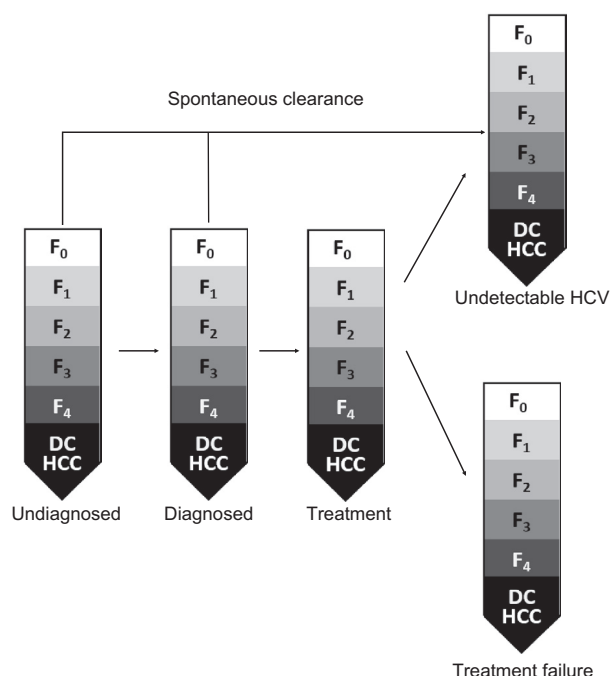 Spontaneous clearance
F₀
F₁
F₂
F₃
F₄
DC
HCC
Undetectable HCV
F₀
F₁
F₂
F₃
F₄
DC
HCC
Undiagnosed
F₀
F₁
F₂
F₃
F₄
DC
HCC
Diagnosed
F₀
F₁
F₂
F₃
F₄
DC
HCC
Treatment
F₀
F₁
F₂
F₃
F₄
DC
HCC
Treatment failure